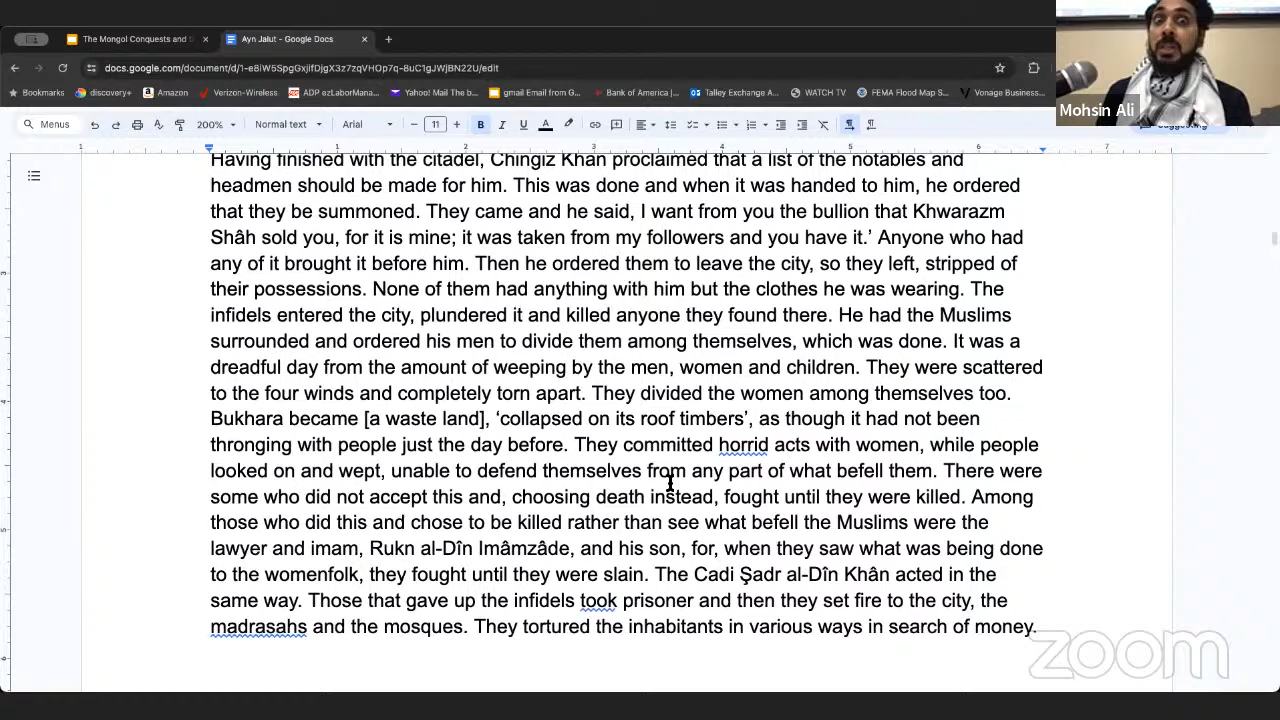 The Mongol Conquests and t
Ayn Jalut - Google Docs
docs.google.com/document/d/1-e8IW5SpgGxjlfDjgX3z7zqVHOp7q-8uC1gJWjBN22U/edit
Bookmarks
discovery+
Amazon
Verizon-Wireless
ADP ezLaborMana...
Yahoo! Mail The b...
gmail Email from G...
Bank of America |...
Talley Exchange A...
WATCH TV
FEMA Flood Map S...
Vonage Business...
Mohsin Ali
Menus
200%
Normal text
Arial
11
B I U A
1 1 2 3 4 5 6 7
Having finished with the citadel, Chingiz Khan proclaimed that a list of the notables and
headmen should be made for him. This was done and when it was handed to him, he ordered
that they be summoned. They came and he said, I want from you the bullion that Khwarazm
Shâh sold you, for it is mine; it was taken from my followers and you have it.’ Anyone who had
any of it brought it before him. Then he ordered them to leave the city, so they left, stripped of
their possessions. None of them had anything with him but the clothes he was wearing. The
infidels entered the city, plundered it and killed anyone they found there. He had the Muslims
surrounded and ordered his men to divide them among themselves, which was done. It was a
dreadful day from the amount of weeping by the men, women and children. They were scattered
to the four winds and completely torn apart. They divided the women among themselves too.
Bukhara became [a waste land], ‘collapsed on its roof timbers’, as though it had not been
thronging with people just the day before. They committed horrid acts with women, while people
looked on and wept, unable to defend themselves from any part of what befell them. There were
some who did not accept this and, choosing death instead, fought until they were killed. Among
those who did this and chose to be killed rather than see what befell the Muslims were the
lawyer and imam, Rukn al-Dîn Imâmzâde, and his son, for, when they saw what was being done
to the womenfolk, they fought until they were slain. The Cadi Şadr al-Dîn Khân acted in the
same way. Those that gave up the infidels took prisoner and then they set fire to the city, the
madrasahs and the mosques. They tortured the inhabitants in various ways in search of money.
zoom